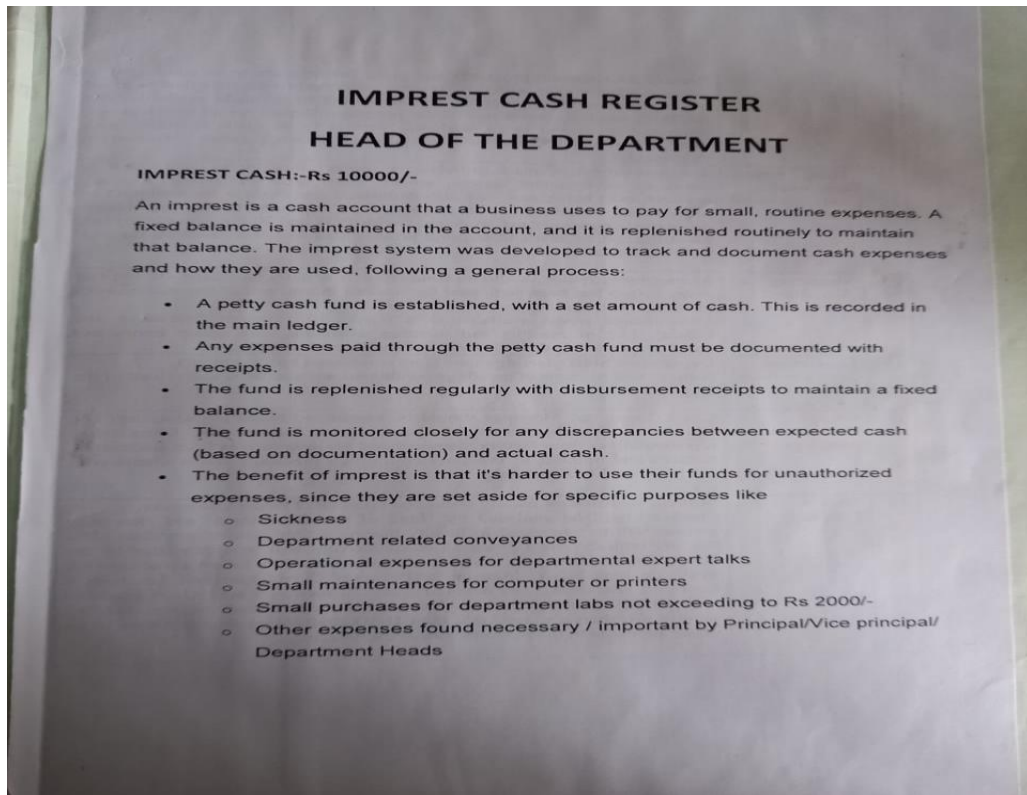 IMPREST CASH REGISTER
HEAD OF THE DEPARTMENT
IMPREST CASH:-Rs 10000/-
An imprest is a cash account that a business uses to pay for small, routine expenses. A
fixed balance is maintained in the account, and it is replenished routinely to maintain
that balance. The imprest system was developed to track and document cash expenses
and how they are used, following a general process:
• A petty cash fund is established, with a set amount of cash. This is recorded in
the main ledger.
• Any expenses paid through the petty cash fund must be documented with
receipts.
• The fund is replenished regularly with disbursement receipts to maintain a fixed
balance.
• The fund is monitored closely for any discrepancies between expected cash
(based on documentation) and actual cash.
• The benefit of imprest is that it's harder to use their funds for unauthorized
expenses, since they are set aside for specific purposes like
o Sickness
o Department related conveyances
o Operational expenses for departmental expert talks
o Small maintenances for computer or printers
o Small purchases for department labs not exceeding to Rs 2000/-
o Other expenses found necessary / important by Principal/Vice principal/
Department Heads